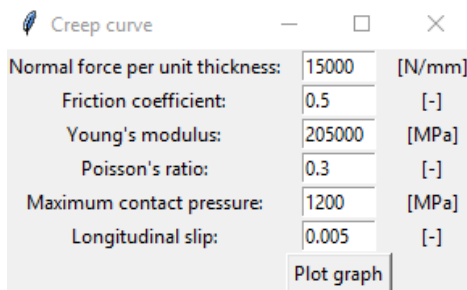 Creep curve
Normal force per unit thickness: 15000 [N/mm]
Friction coefficient: 0.5 [-]
Young's modulus: 205000 [MPa]
Poisson's ratio: 0.3 [-]
Maximum contact pressure: 1200 [MPa]
Longitudinal slip: 0.005 [-]
Plot graph